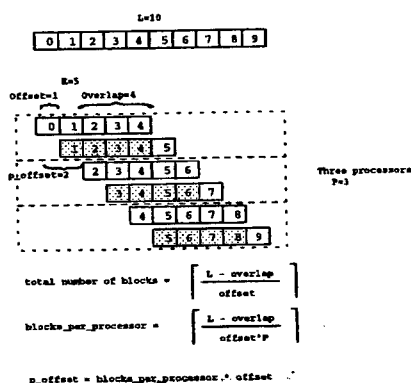 L=10
0 1 2 3 4 5 6 7 8 9
K=5
Offset=1 Overlap=4
0 1 2 3 4
1 2 3 4 5
p_offset=2 2 3 4 5 6
Three processors
P=3
3 4 5 6 7
4 5 6 7 8
5 6 7 8 9
total number of blocks = L - overlap
offset
blocks_per_processor = L - overlap
offset*P
p_offset = blocks_per_processor * offset